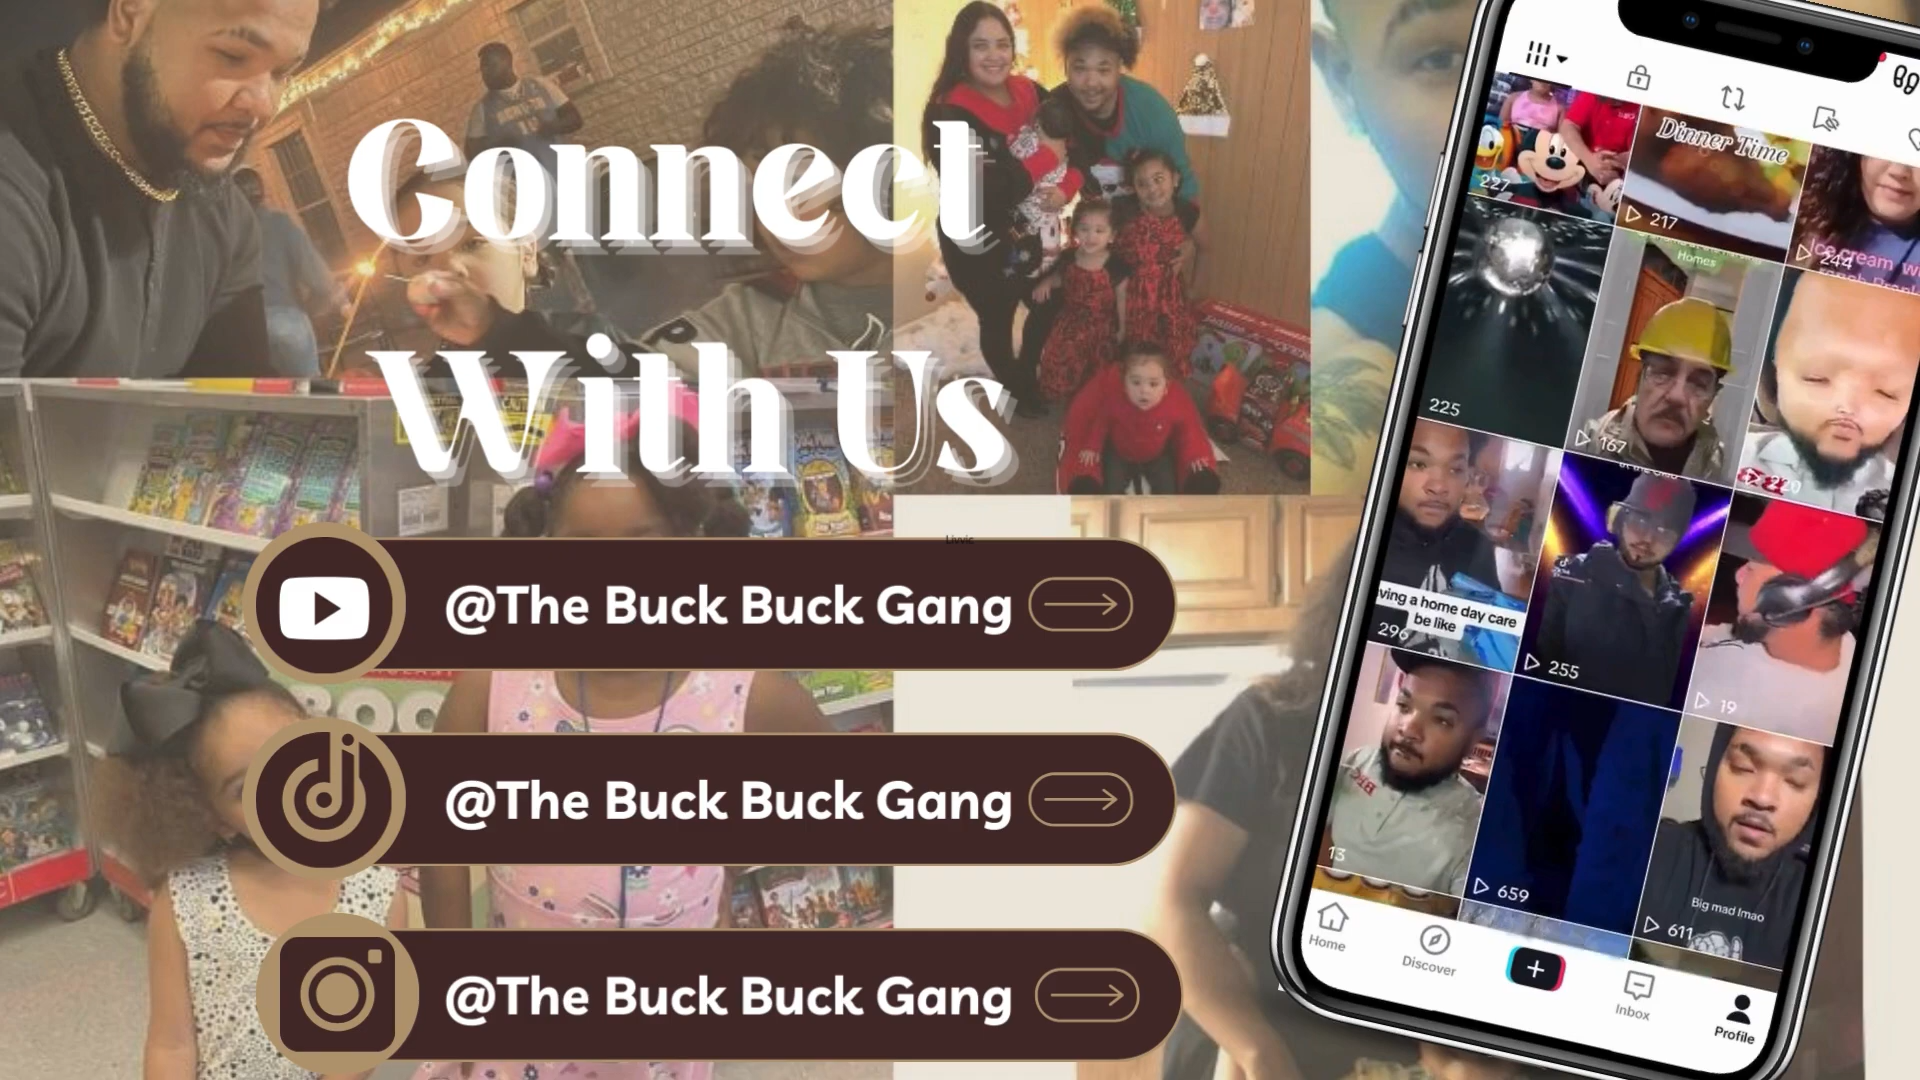 Connect
With Us
@The Buck Buck Gang
@The Buck Buck Gang
@The Buck Buck Gang
Livvic
Dinner Time
227
217
244
Homes
225
167
220
ving a home day care
be like
296
255
19
13
659
Big mad lmao
611
Home
Discover
Inbox
Profile